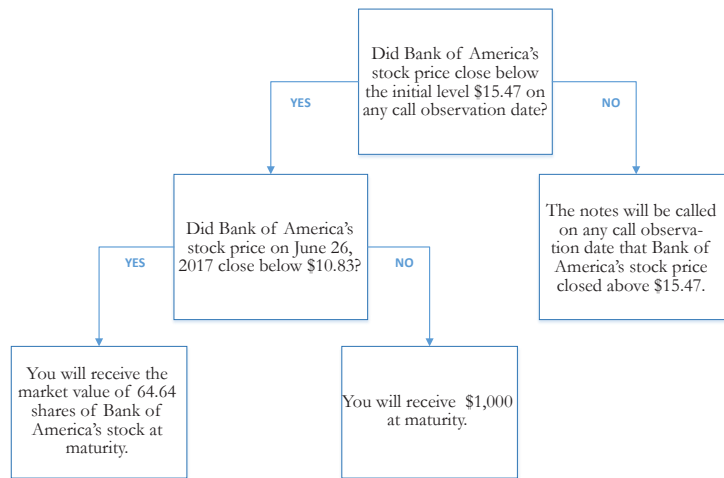 Did Bank of America's
stock price close below
the initial level $15.47 on
any call observation date?
YES
NO
Did Bank of America's
stock price on June 26,
2017 close below $10.83?
The notes will be called
on any call observa-
tion date that Bank of
America's stock price
closed above $15.47.
YES
NO
You will receive the
market value of 64.64
shares of Bank of
America's stock at
maturity.
You will receive $1,000
at maturity.